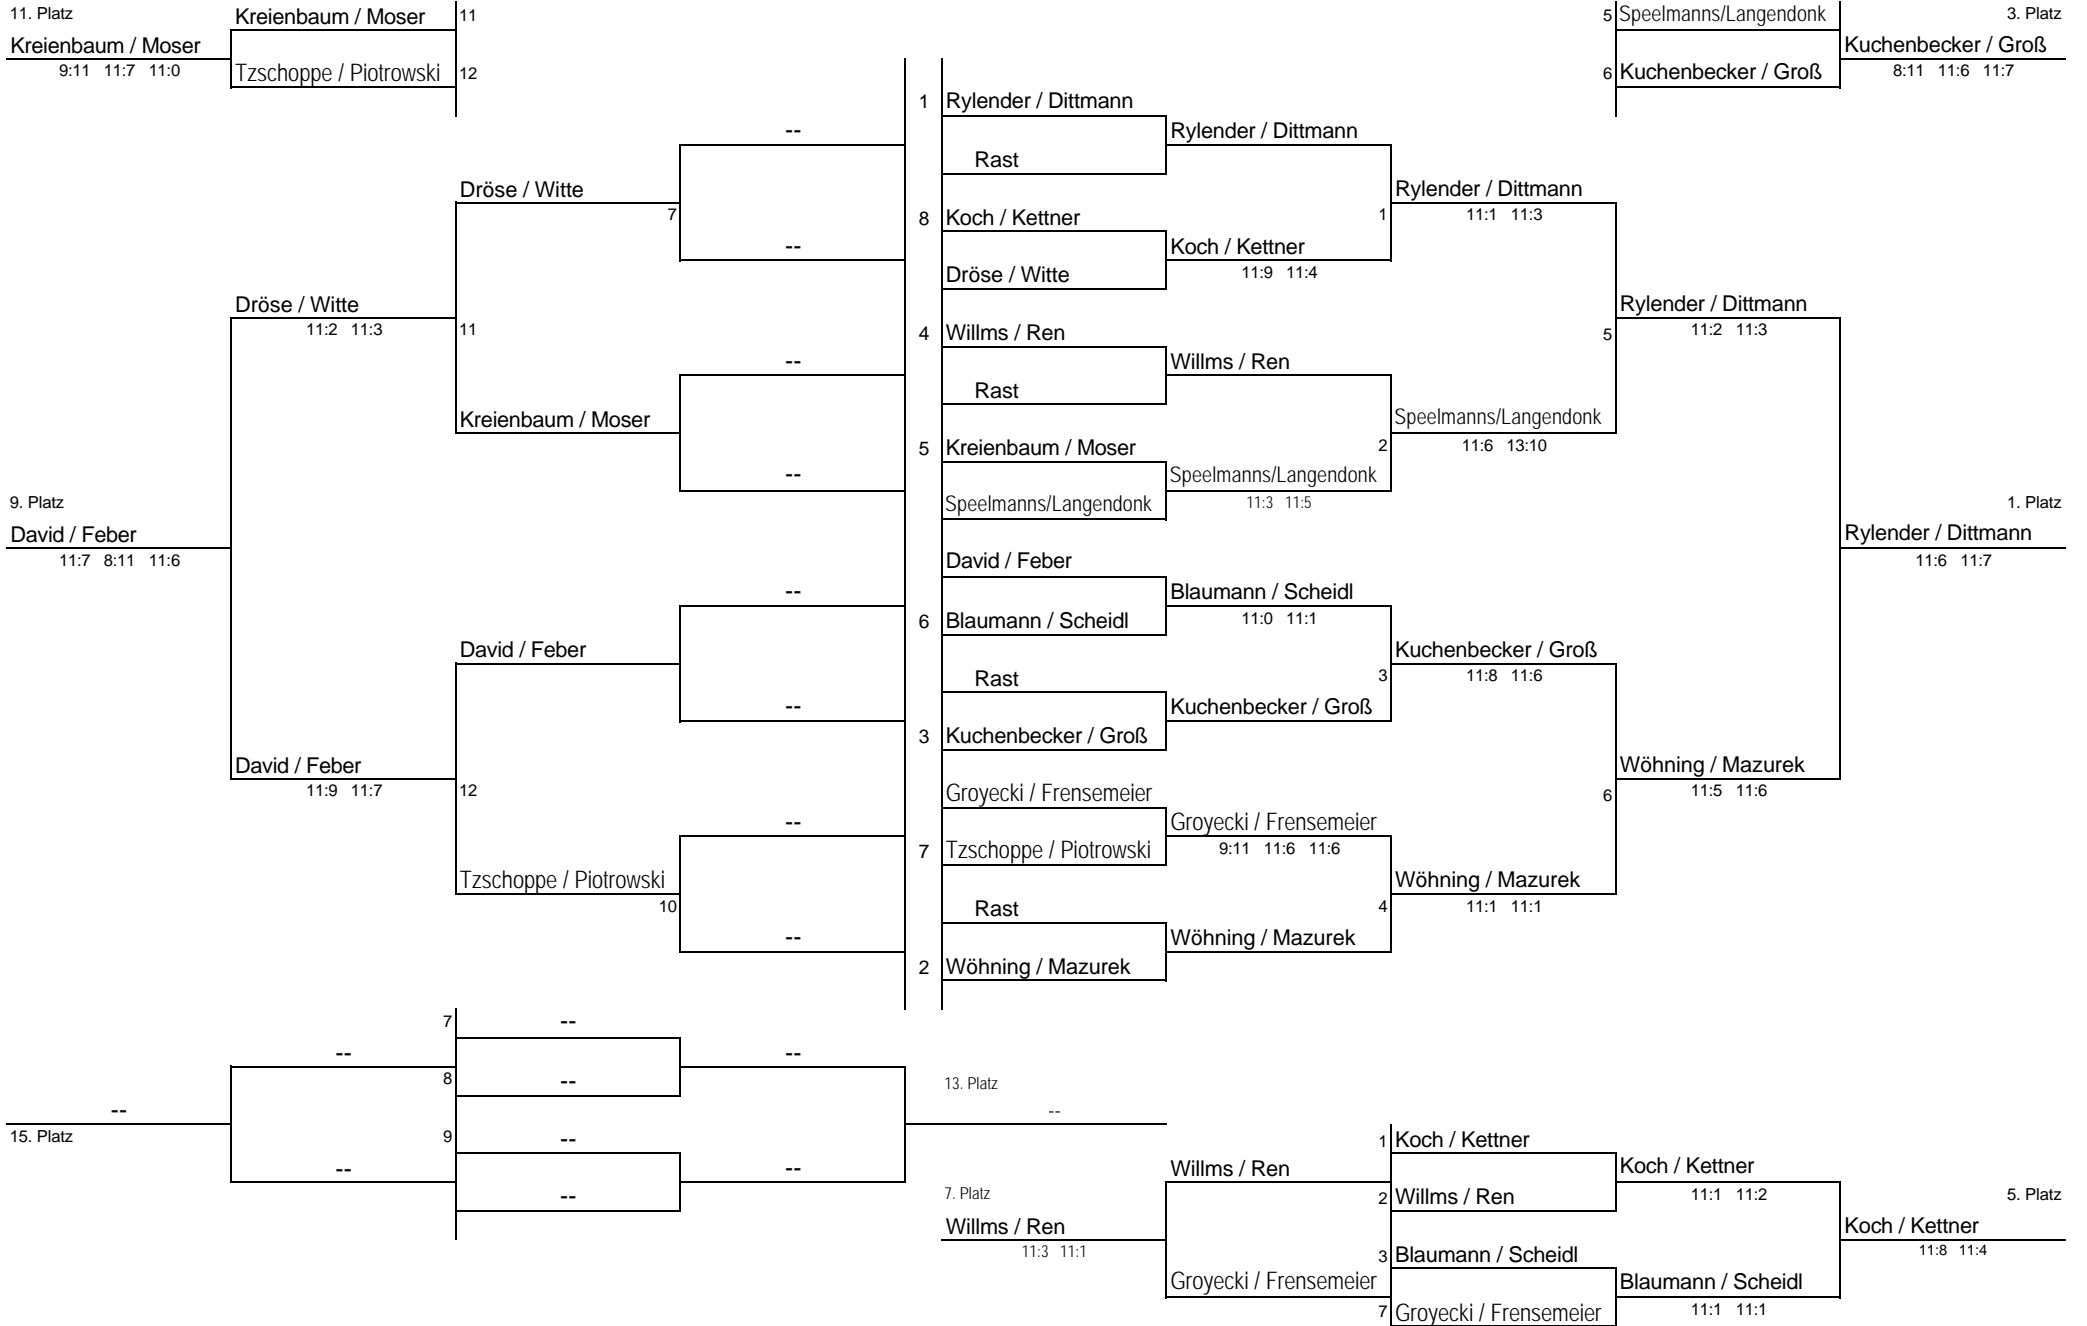 11. Platz
Kreienbaum / Moser 11
5 Speelmanns/Langendonk
3. Platz
Kreienbaum / Moser
9:11 11:7 11:0
Tzschoppe / Piotrowski 12
Kuchenbecker / Groß
8:11 11:6 11:7
6 Kuchenbecker / Groß
1 Rylender / Dittmann
--
Rylender / Dittmann
Rast
Dröse / Witte
7
Rylender / Dittmann
1
11:1 11:3
8 Koch / Kettner
--
Koch / Kettner
11:9 11:4
Dröse / Witte
Dröse / Witte
11:2 11:3
11
Rylender / Dittmann
5
11:2 11:3
4 Willms / Ren
--
Willms / Ren
Rast
Kreienbaum / Moser
Speelmanns/Langendonk
2
11:6 13:10
5 Kreienbaum / Moser
--
Speelmanns/Langendonk
11:3 11:5
Speelmanns/Langendonk
9. Platz
1. Platz
David / Feber
11:7 8:11 11:6
Rylender / Dittmann
11:6 11:7
David / Feber
--
Blaumann / Scheidl
11:0 11:1
6 Blaumann / Scheidl
David / Feber
Kuchenbecker / Groß
3
11:8 11:6
Rast
--
Kuchenbecker / Groß
3 Kuchenbecker / Groß
David / Feber
11:9 11:7
12
Wöhning / Mazurek
6
11:5 11:6
Groyecki / Frensemeier
--
Groyecki / Frensemeier
9:11 11:6 11:6
7 Tzschoppe / Piotrowski
Tzschoppe / Piotrowski
10
Wöhning / Mazurek
4
11:1 11:1
Rast
--
Wöhning / Mazurek
2 Wöhning / Mazurek
7 --
--
--
8 --
13. Platz
--
--
15. Platz
9 --
--
--
--
1 Koch / Kettner
Willms / Ren
Koch / Kettner
11:1 11:2
2 Willms / Ren
7. Platz
5. Platz
Willms / Ren
11:3 11:1
Koch / Kettner
11:8 11:4
3 Blaumann / Scheidl
Groyecki / Frensemeier
Blaumann / Scheidl
11:1 11:1
7 Groyecki / Frensemeier